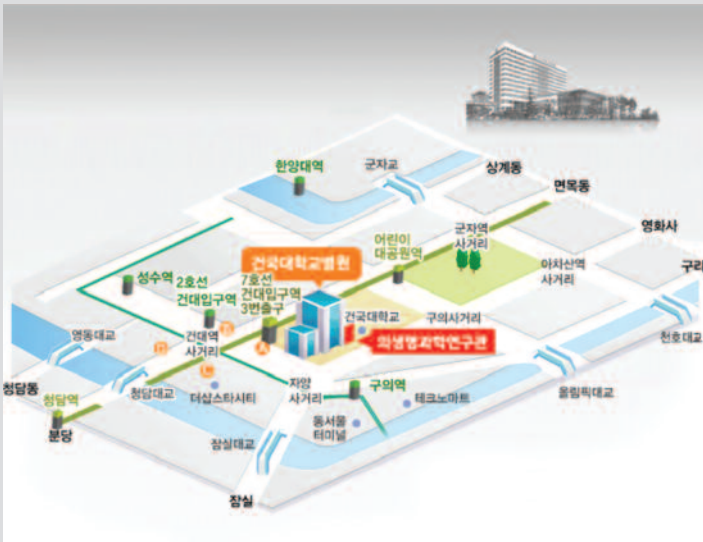 한양대역
군자교
상계동
면목동
영화사
구리
어린이
대공원역
군자역
사거리
아차산역
사거리
건국대학교병원
성수역
2호선
건대입구역
7호선
건대입구역
3번출구
건국대학교
구의사거리
의생명과학연구관
천호대교
영동대교
건대역
사거리
청담동
청담역
청담대교
더샵스타시티
자양
사거리
구의역
테크노마트
올림픽대교
분당
잠실대교
동서울
터미널
잠실